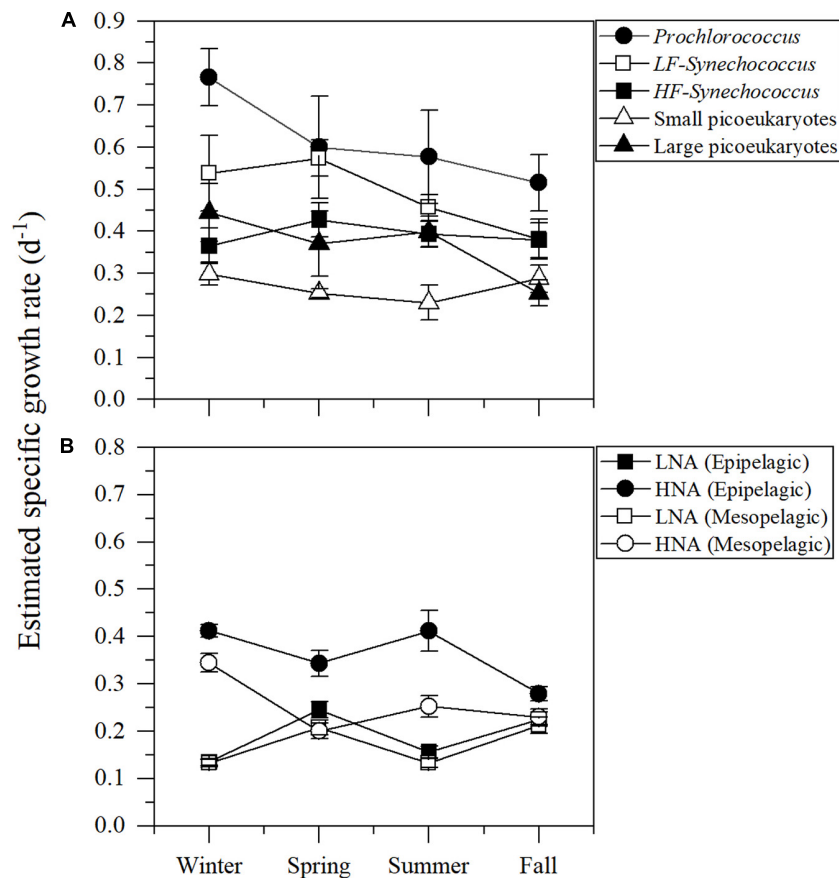 A
0.9
0.8
0.7
0.6
0.5
0.4
0.3
0.2
0.1
0.0
Prochlorococcus
LF-Synechococcus
HF-Synechococcus
Small picoeukaryotes
Large picoeukaryotes
Estimated specific growth rate (d-1)
B
0.8
0.7
0.6
0.5
0.4
0.3
0.2
0.1
0.0
LNA (Epipelagic)
HNA (Epipelagic)
LNA (Mesopelagic)
HNA (Mesopelagic)
Winter Spring Summer Fall